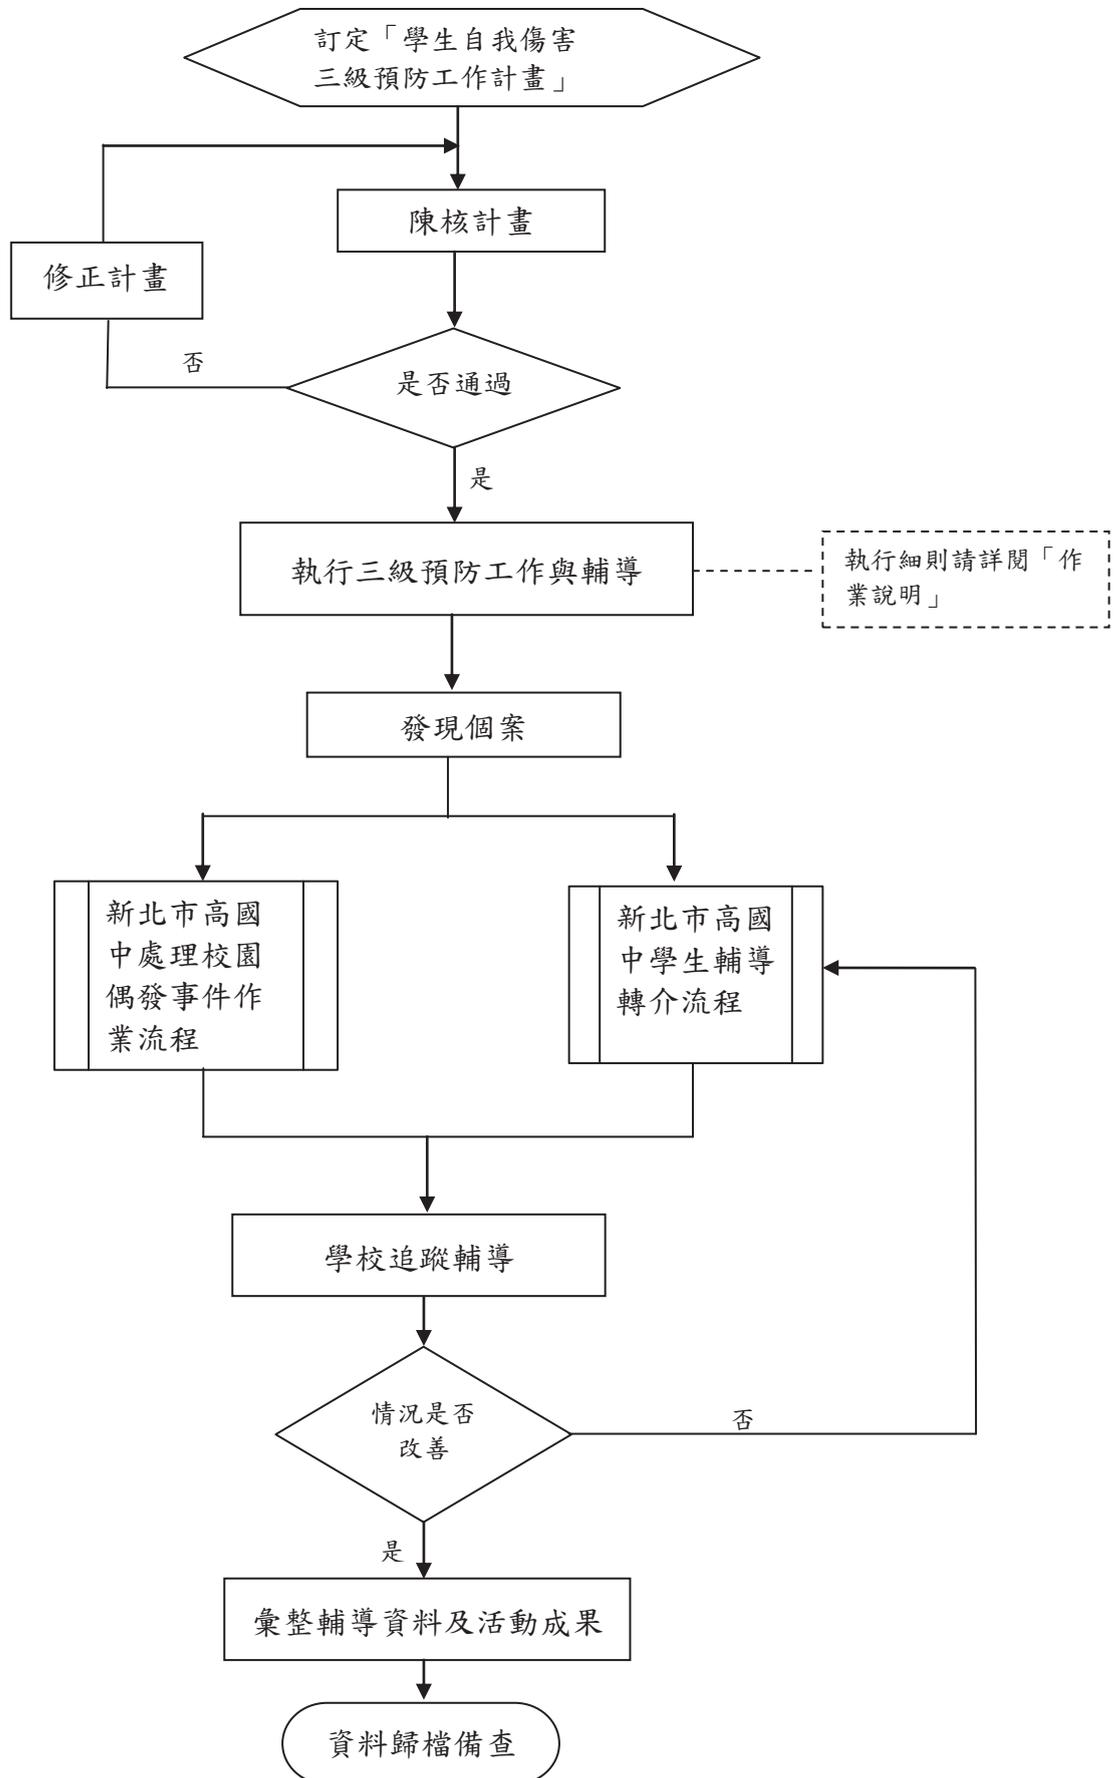 訂定「學生自我傷害
三級預防工作計畫」
陳核計畫
修正計畫
否
是否通過
是
執行三級預防工作與輔導
執行細則請詳閱「作
業說明」
發現個案
新北市高國
中處理校園
偶發事件作
業流程
新北市高國
中學生輔導
轉介流程
學校追蹤輔導
情況是否
改善
否
是
彙整輔導資料及活動成果
資料歸檔備查